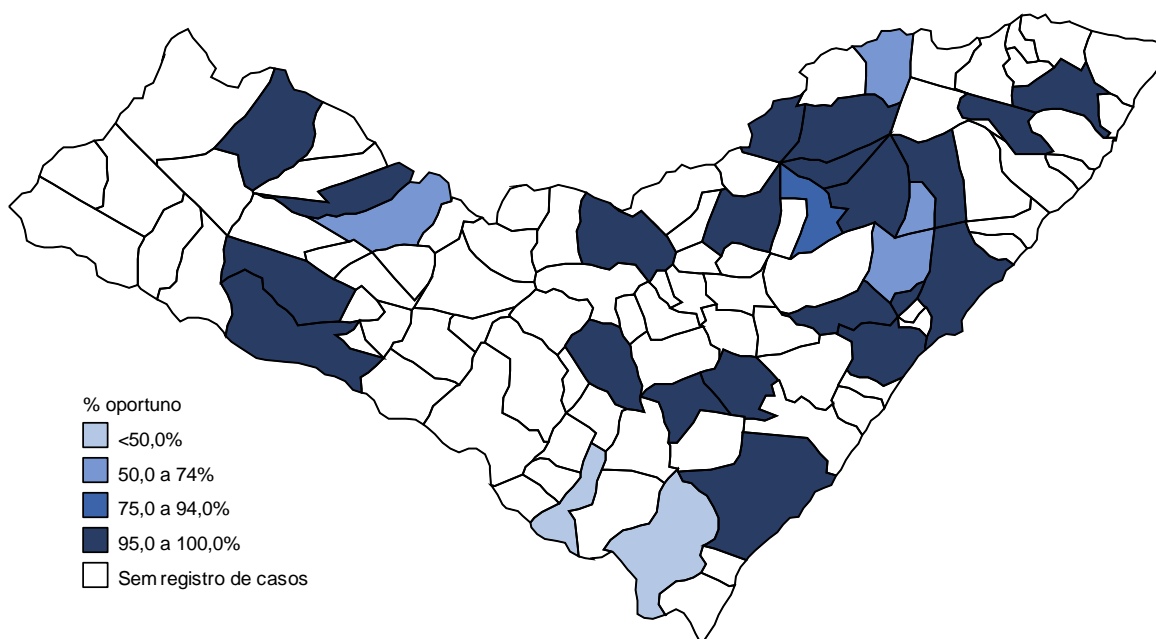 % oportuno
<50,0%
50,0 a 74%
75,0 a 94,0%
95,0 a 100,0%
Sem registro de casos